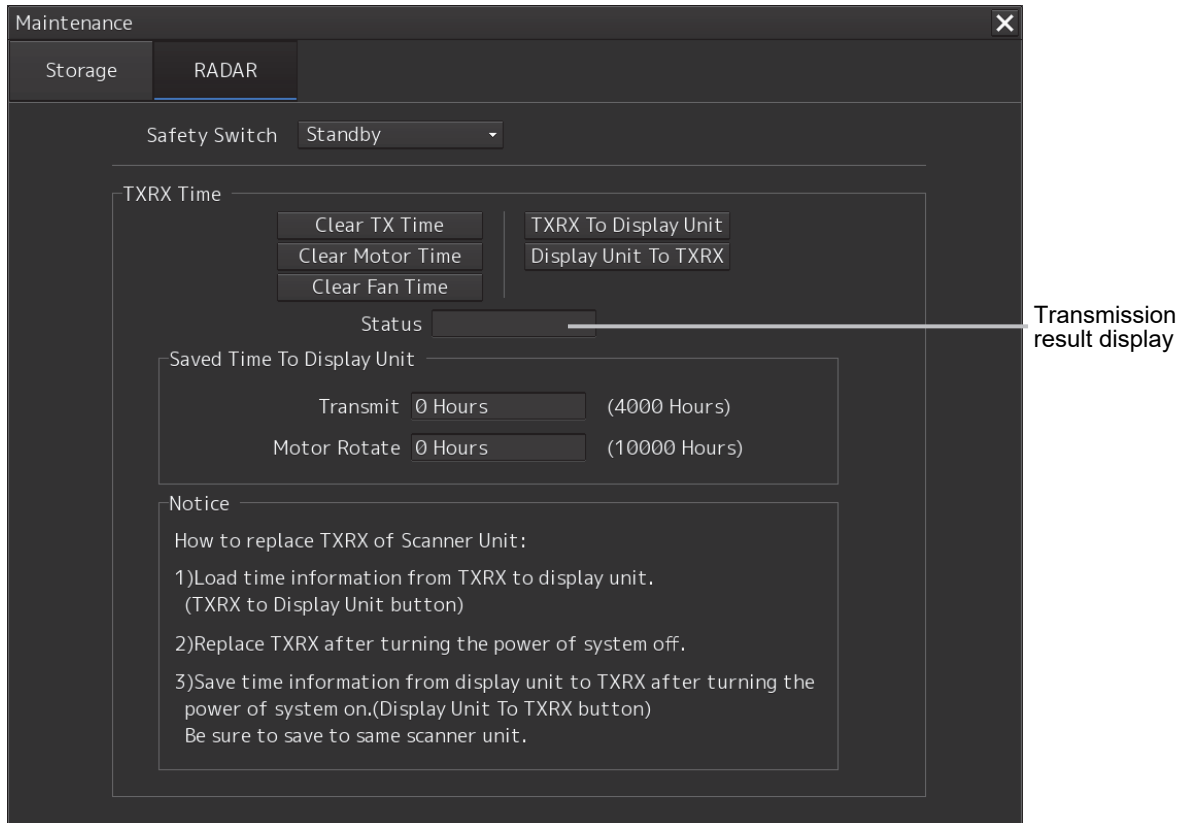 Maintenance
Storage
RADAR
Safety Switch
Standby
TXRX Time
Clear TX Time
TXRX To Display Unit
Clear Motor Time
Display Unit To TXRX
Clear Fan Time
Status
Transmission
result display
Saved Time To Display Unit
Transmit 0 Hours (4000 Hours)
Motor Rotate 0 Hours (10000 Hours)
Notice
How to replace TXRX of Scanner Unit:
1)Load time information from TXRX to display unit.
(TXRX to Display Unit button)
2)Replace TXRX after turning the power of system off.
3)Save time information from display unit to TXRX after turning the
power of system on.(Display Unit To TXRX button)
Be sure to save to same scanner unit.